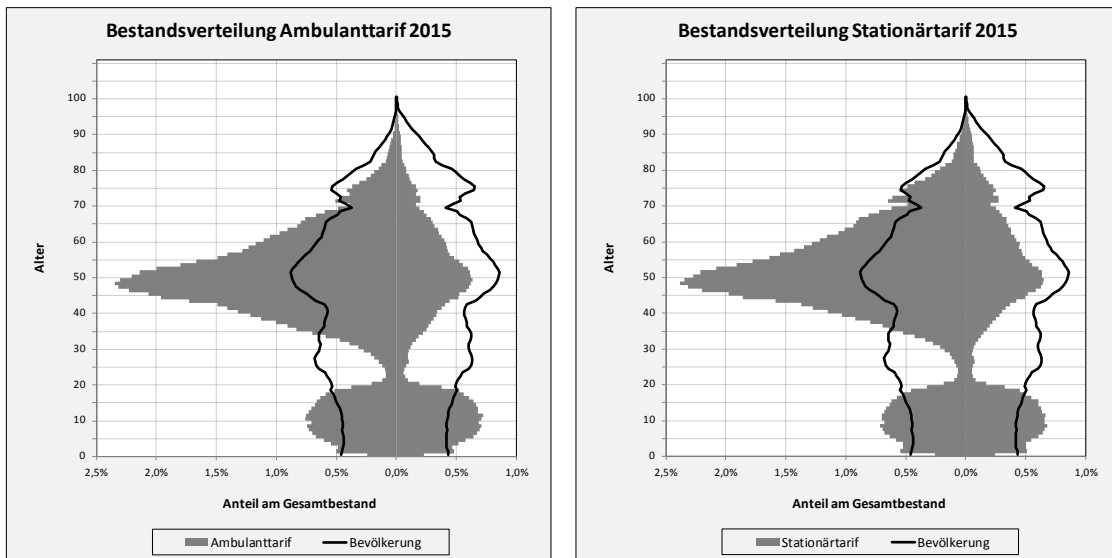 Bestandsverteilung Ambulanttarif 2015
Alter
100
90
80
70
60
50
40
30
20
10
0
2,5% 2,0% 1,5% 1,0% 0,5% 0,0% 0,5% 1,0%
Anteil am Gesamtbestand
Ambulanttarif Bevölkerung
Bestandsverteilung Stationärtarif 2015
Alter
100
90
80
70
60
50
40
30
20
10
0
2,5% 2,0% 1,5% 1,0% 0,5% 0,0% 0,5% 1,0%
Anteil am Gesamtbestand
Stationärtarif Bevölkerung